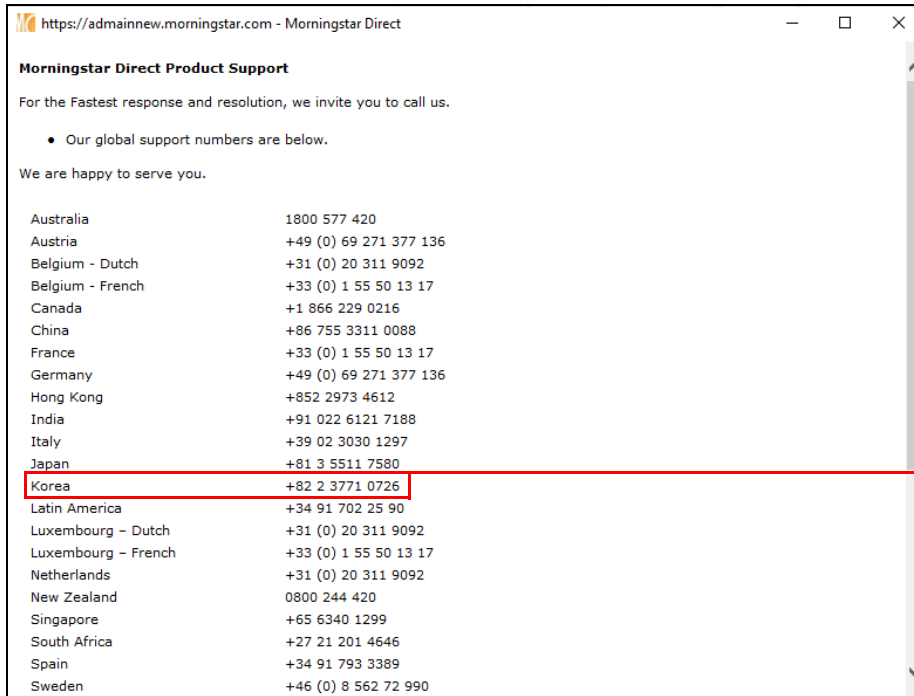 https://admainnew.morningstar.com - Morningstar Direct
Morningstar Direct Product Support
For the Fastest response and resolution, we invite you to call us.
• Our global support numbers are below.
We are happy to serve you.
Australia 1800 577 420
Austria +49 (0) 69 271 377 136
Belgium - Dutch +31 (0) 20 311 9092
Belgium - French +33 (0) 1 55 50 13 17
Canada +1 866 229 0216
China +86 755 3311 0088
France +33 (0) 1 55 50 13 17
Germany +49 (0) 69 271 377 136
Hong Kong +852 2973 4612
India +91 022 6121 7188
Italy +39 02 3030 1297
Japan +81 3 5511 7580
Korea +82 2 3771 0726
Latin America +34 91 702 25 90
Luxembourg – Dutch +31 (0) 20 311 9092
Luxembourg – French +33 (0) 1 55 50 13 17
Netherlands +31 (0) 20 311 9092
New Zealand 0800 244 420
Singapore +65 6340 1299
South Africa +27 21 201 4646
Spain +34 91 793 3389
Sweden +46 (0) 8 562 72 990